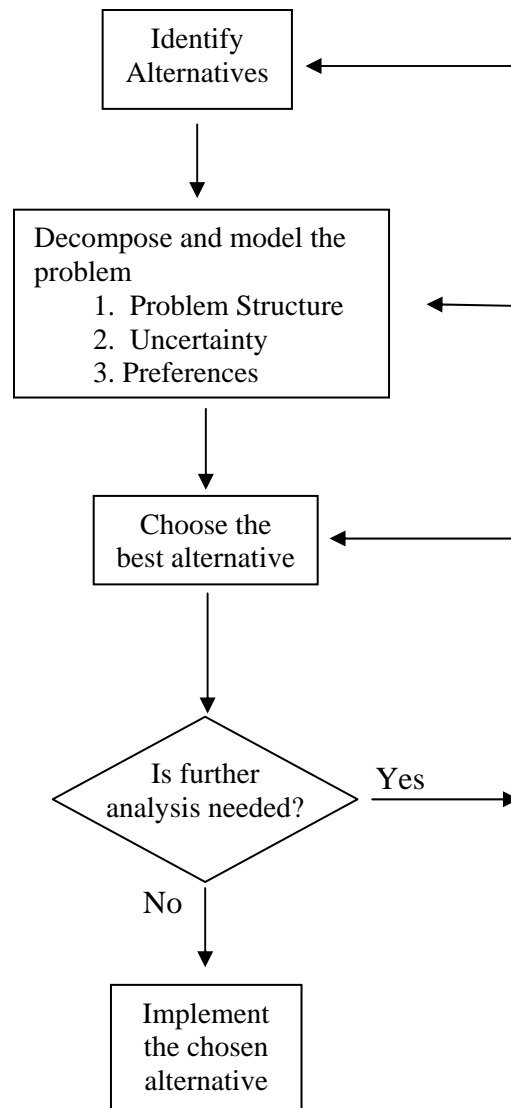 Identify
Alternatives
Decompose and model the
problem
1. Problem Structure
2. Uncertainty
3. Preferences
Choose the
best alternative
Is further
analysis needed?
Yes
No
Implement
the chosen
alternative